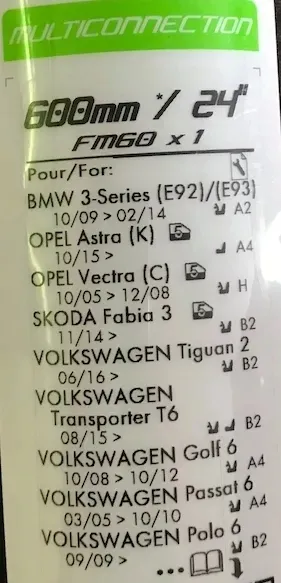 MULTICONNECTION
600mm* / 24"
FM60 x 1
Pour/For:
BMW 3-Series (E92)/(E93)
10/09 > 02/14 A2
OPEL Astra (K) 5
10/15 > A4
OPEL Vectra (C) 5
10/05 > 12/08 H
SKODA Fabia 3 5
11/14 > B2
VOLKSWAGEN Tiguan 2
06/16 > B2
VOLKSWAGEN
Transporter T6
08/15 > B2
VOLKSWAGEN Golf 6
10/08 > 10/12 A4
VOLKSWAGEN Passat 6
03/05 > 10/10 A4
VOLKSWAGEN Polo 6
09/09 > B2
...